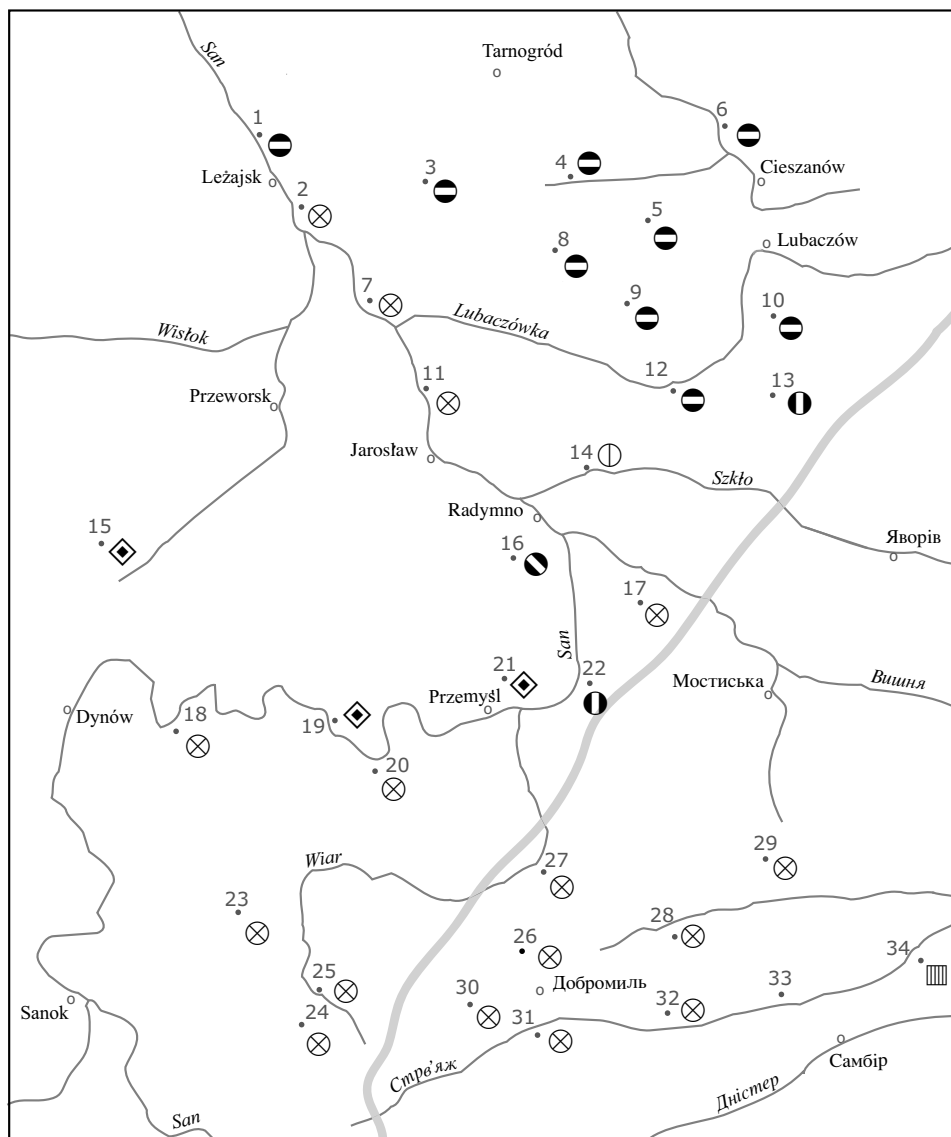 San
Tarnogród
1
6
Leżajsk
3
4
Cieszanów
2
5
Lubaczów
8
7
9
10
Lubaczówka
Wisłok
11
12
13
Przeworsk
Jarosław
14
Szkło
Radymno
15
16
Яворів
17
San
21
22
Мостиська
Вишня
Dynów
18
19
Przemyśl
20
Wiar
27
29
23
28
26
34
25
Добромиль
33
Sanok
24
30
31
32
Стрв'яж
Самбір
Дністер
San